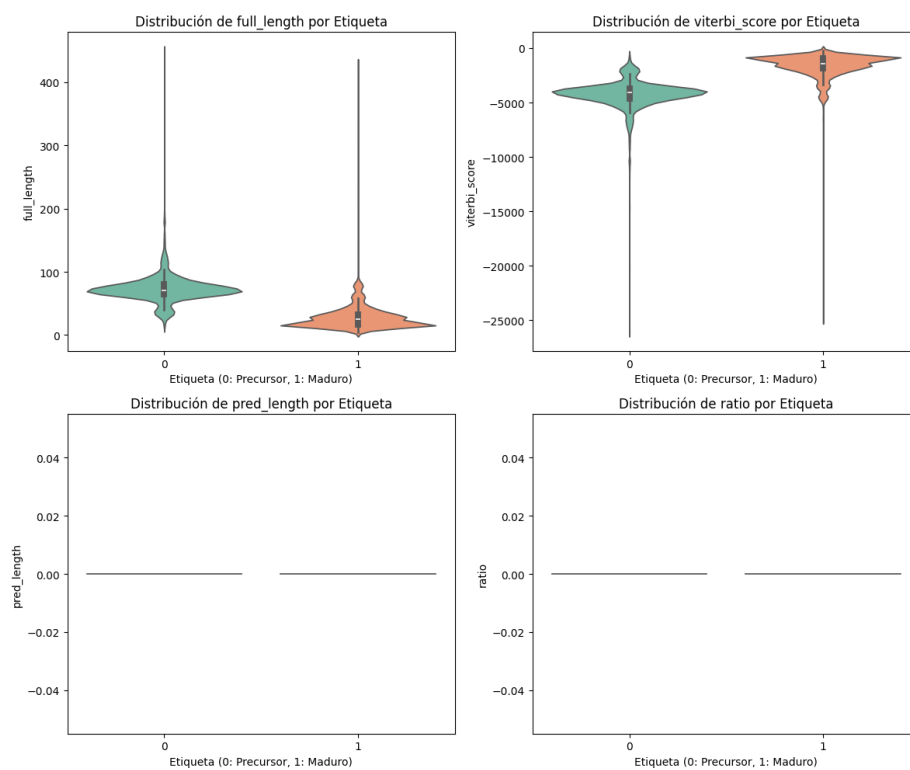 Distribución de full_length por Etiqueta
400
300
200
100
0
full_length
0
1
Etiqueta (0: Precursor, 1: Maduro)
Distribución de viterbi_score por Etiqueta
0
−5000
−10000
−15000
−20000
−25000
viterbi_score
0
1
Etiqueta (0: Precursor, 1: Maduro)
Distribución de pred_length por Etiqueta
0.04
0.02
0.00
−0.02
−0.04
pred_length
0
1
Etiqueta (0: Precursor, 1: Maduro)
Distribución de ratio por Etiqueta
0.04
0.02
0.00
−0.02
−0.04
ratio
0
1
Etiqueta (0: Precursor, 1: Maduro)